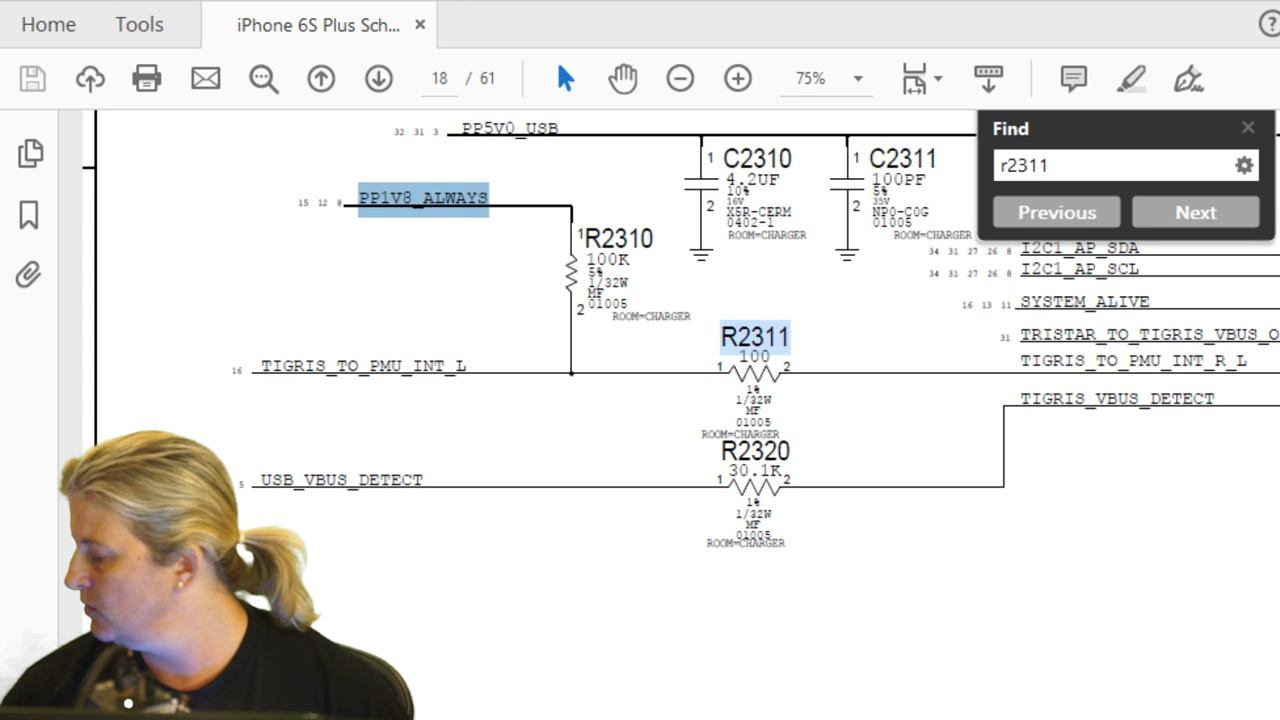 Home
Tools
iPhone 6S Plus Sch...
18 / 61
75%
Find
r2311
Previous
Next
32 31 3 PP5V0_USB
15 12 8 PP1V8_ALWAYS
1 R2310
100K
5%
1/32W
MF
01005
2
ROOM=CHARGER
1 C2310
4.2UF
10%
16V
2 X5R-CERM
0402-1
ROOM=CHARGER
1 C2311
100PF
5%
35V
2 NP0-C0G
01005
ROOM=CHARGER
34 31 27 26 8 I2C1_AP_SDA
34 31 27 26 8 I2C1_AP_SCL
16 13 11 SYSTEM_ALIVE
31 TRISTAR_TO_TIGRIS_VBUS_O
TIGRIS_TO_PMU_INT_R_L
TIGRIS_VBUS_DETECT
16 TIGRIS_TO_PMU_INT_L
R2311
100
1 2
1%
1/32W
MF
01005
ROOM=CHARGER
5 USB_VBUS_DETECT
R2320
30.1K
1 2
1%
1/32W
MF
01005
ROOM=CHARGER